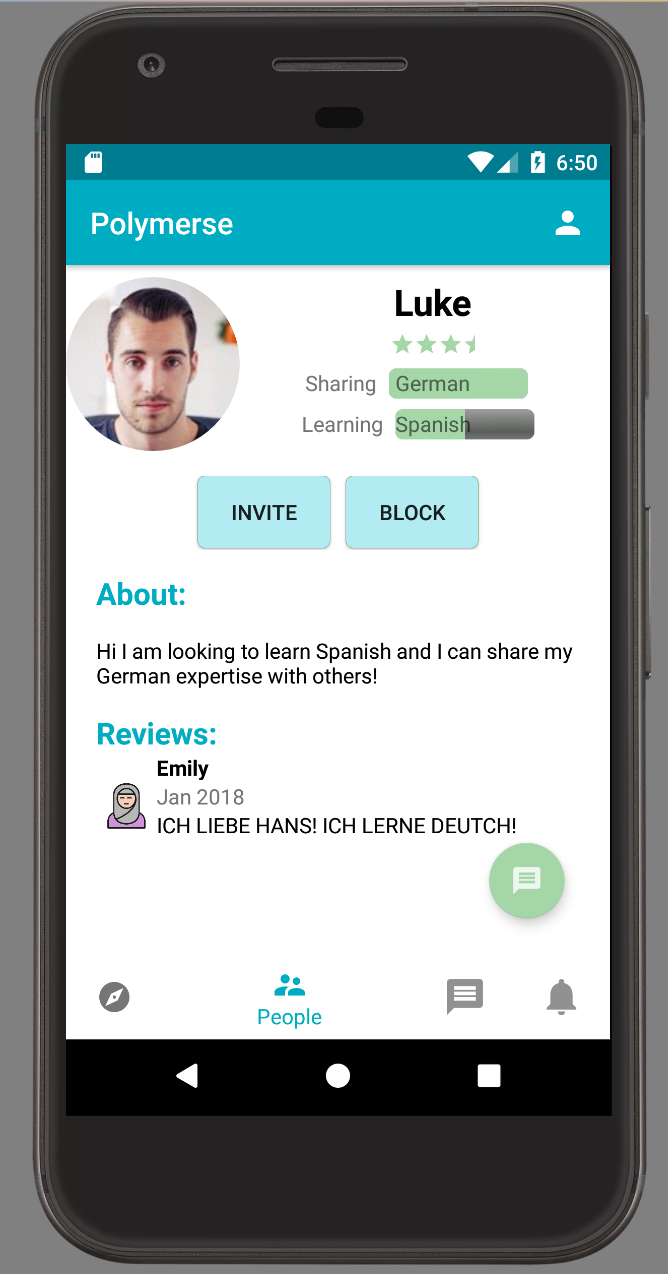 6:50
Polymerse
Luke
Sharing German
Learning Spanish
INVITE BLOCK
About:
Hi I am looking to learn Spanish and I can share my
German expertise with others!
Reviews:
Emily
Jan 2018
ICH LIEBE HANS! ICH LERNE DEUTCH!
People